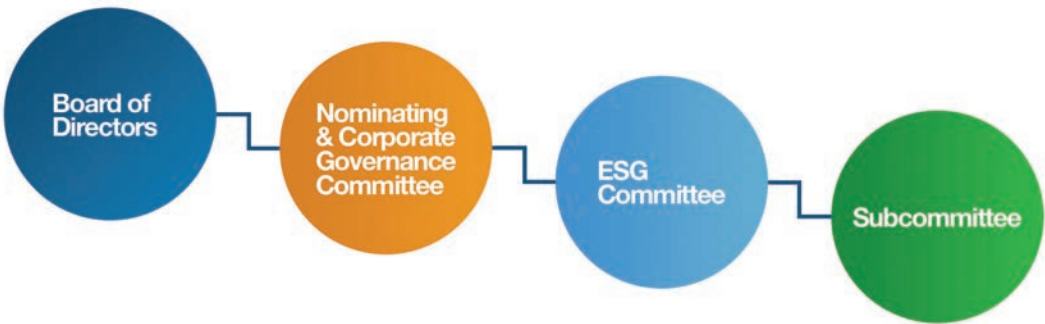 Board of
Directors
Nominating
& Corporate
Governance
Committee
ESG
Committee
Subcommittee